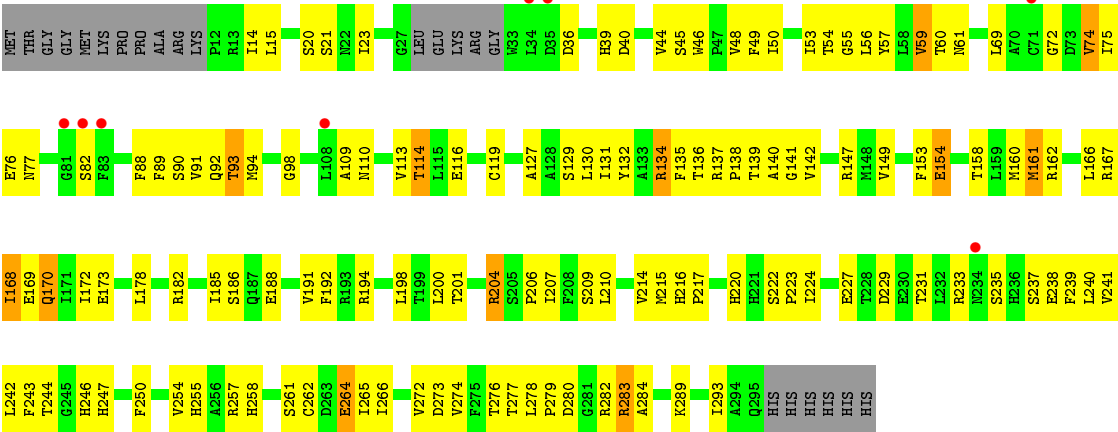 MET THR GLY GLY MET LYS PRO PRO ALA ARG LYS P12 R13 I14 L15 S20 S21 N22 I23 G27 LEU GLU LYS ARG GLY W33 L34 D35 D36 H39 D40 V44 S45 W46 P47 V48 F49 I50 I53 T54 G55 L56 Y57 L58 V59 T60 N61 L69 A70 C71 G72 D73 V74 I75
E76 N77 G81 S82 F83 F88 F89 S90 V91 Q92 T93 M94 G98 L108 A109 N110 V113 T114 L115 E116 C119 A127 A128 S129 L130 I131 Y132 A133 R134 F135 T136 R137 P138 T139 A140 G141 V142 R147 M148 V149 F153 E154 T158 L159 M160 M161 R162 L166 R167
I168 E169 Q170 I171 I172 E173 L178 R182 I185 S186 Q187 E188 V191 F192 R193 R194 L198 T199 L200 T201 R204 S205 P206 I207 F208 S209 L210 V214 M215 H216 P217 H220 H221 S222 P223 I224 E227 T228 D229 E230 T231 L232 R233 N234 S235 H236 S237 E238 F239 L240 V241
L242 F243 T244 G245 H246 H247 F250 V254 H255 A256 R257 H258 S261 C262 D263 E264 I265 I266 V272 D273 V274 F275 T276 T277 L278 P279 D280 G281 R282 R283 A284 K289 I293 A294 Q295 HIS HIS HIS HIS HIS HIS